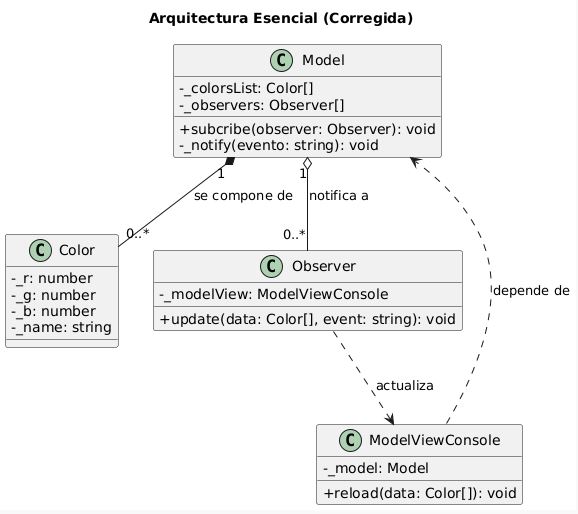 Arquitectura Esencial (Corregida)
C Model
-_colorsList: Color[]
-_observers: Observer[]
+subcribe(observer: Observer): void
-_notify(evento: string): void
1
1
se compone de
notifica a
0..*
0..*
depende de
C Color
-_r: number
-_g: number
-_b: number
-_name: string
C Observer
-_modelView: ModelViewConsole
+update(data: Color[], event: string): void
actualiza
C ModelViewConsole
-_model: Model
+reload(data: Color[]): void